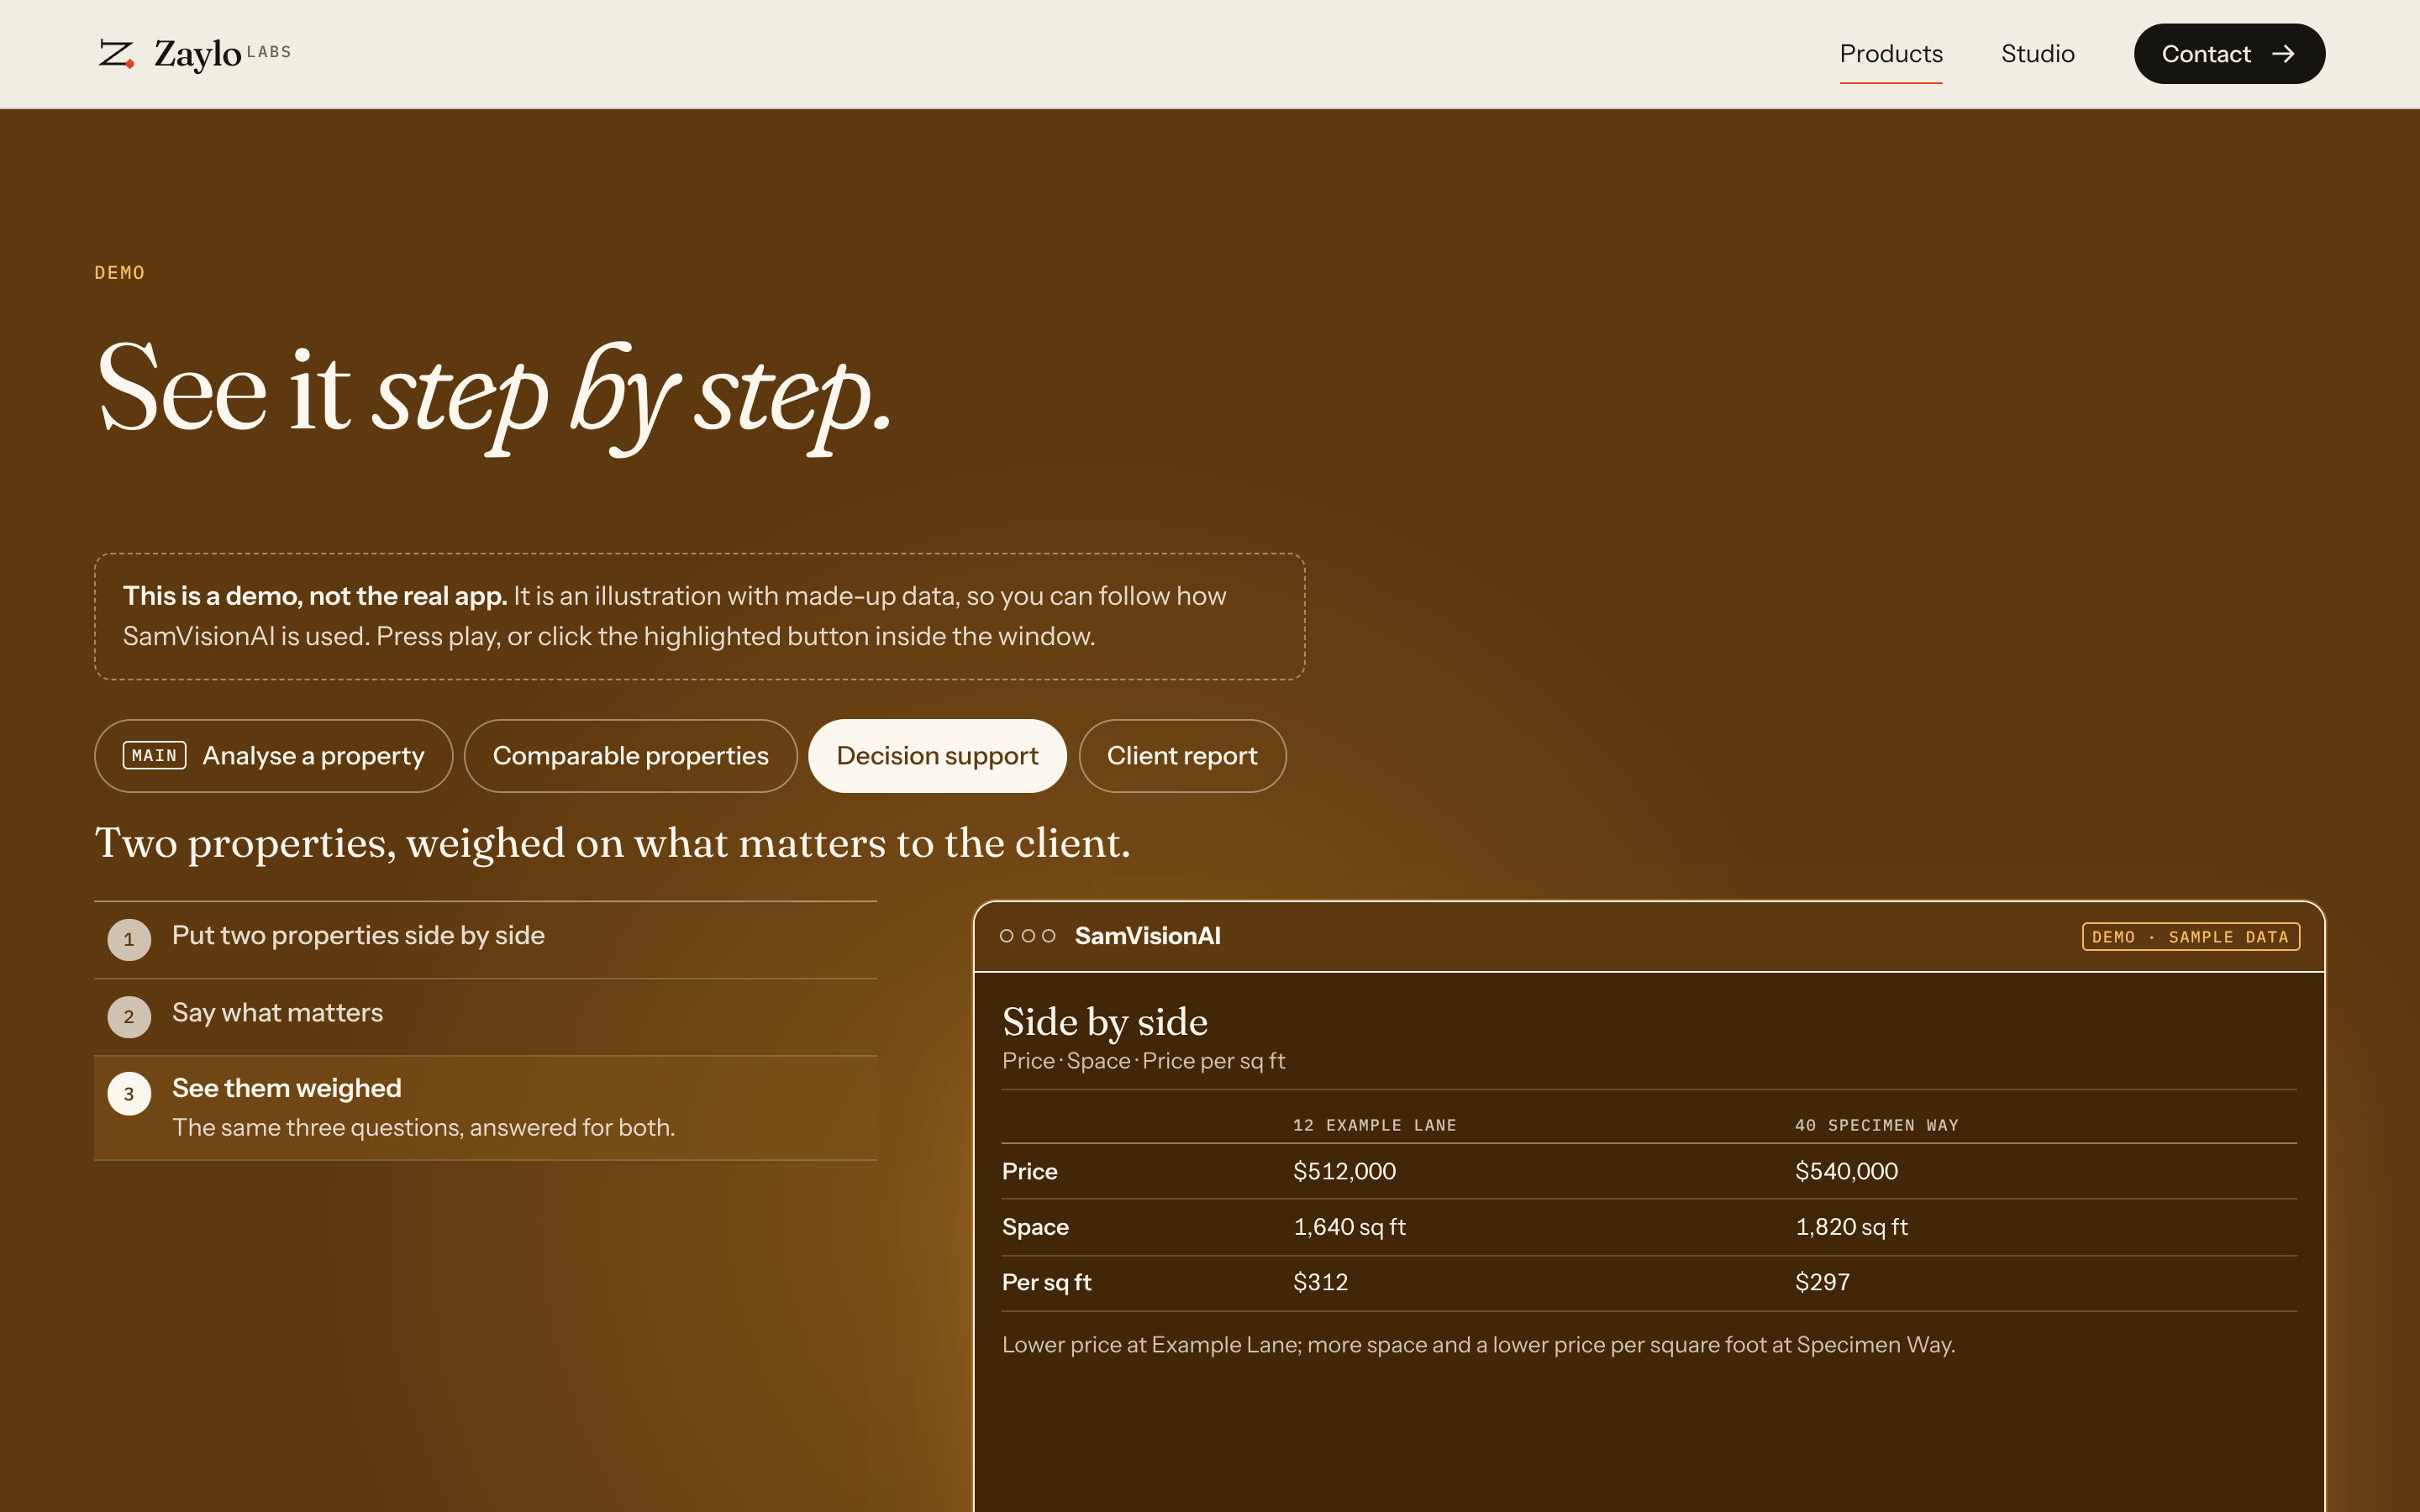 Zaylo LABS
Products
Studio
Contact →
DEMO
See it step by step.
This is a demo, not the real app. It is an illustration with made-up data, so you can follow how
SamVisionAI is used. Press play, or click the highlighted button inside the window.
MAIN Analyse a property
Comparable properties
Decision support
Client report
Two properties, weighed on what matters to the client.
1 Put two properties side by side
2 Say what matters
3 See them weighed
The same three questions, answered for both.
SamVisionAI
DEMO · SAMPLE DATA
Side by side
Price · Space · Price per sq ft
12 EXAMPLE LANE 40 SPECIMEN WAY
Price $512,000 $540,000
Space 1,640 sq ft 1,820 sq ft
Per sq ft $312 $297
Lower price at Example Lane; more space and a lower price per square foot at Specimen Way.